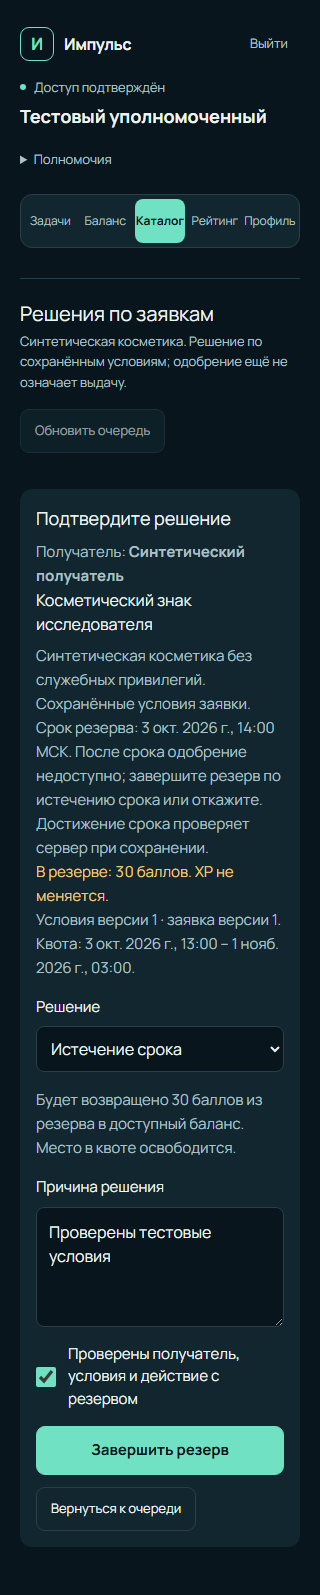 И Импульс Выйти
Доступ подтверждён
Тестовый уполномоченный
Полномочия
Задачи Баланс Каталог Рейтинг Профиль
Решения по заявкам
Синтетическая косметика. Решение по
сохранённым условиям; одобрение ещё не
означает выдачу.
Обновить очередь
Подтвердите решение
Получатель: Синтетический
получатель
Косметический знак
исследователя
Синтетическая косметика без
служебных привилегий.
Сохранённые условия заявки.
Срок резерва: 3 окт. 2026 г., 14:00
МСК. После срока одобрение
недоступно; завершите резерв по
истечению срока или откажите.
Достижение срока проверяет
сервер при сохранении.
В резерве: 30 баллов. XP не
меняется.
Условия версии 1 · заявка версии 1.
Квота: 3 окт. 2026 г., 13:00 – 1 нояб.
2026 г., 03:00.
Решение
Истечение срока
Будет возвращено 30 баллов из
резерва в доступный баланс.
Место в квоте освободится.
Причина решения
Проверены тестовые
условия
Проверены получатель,
условия и действие с
резервом
Завершить резерв
Вернуться к очереди